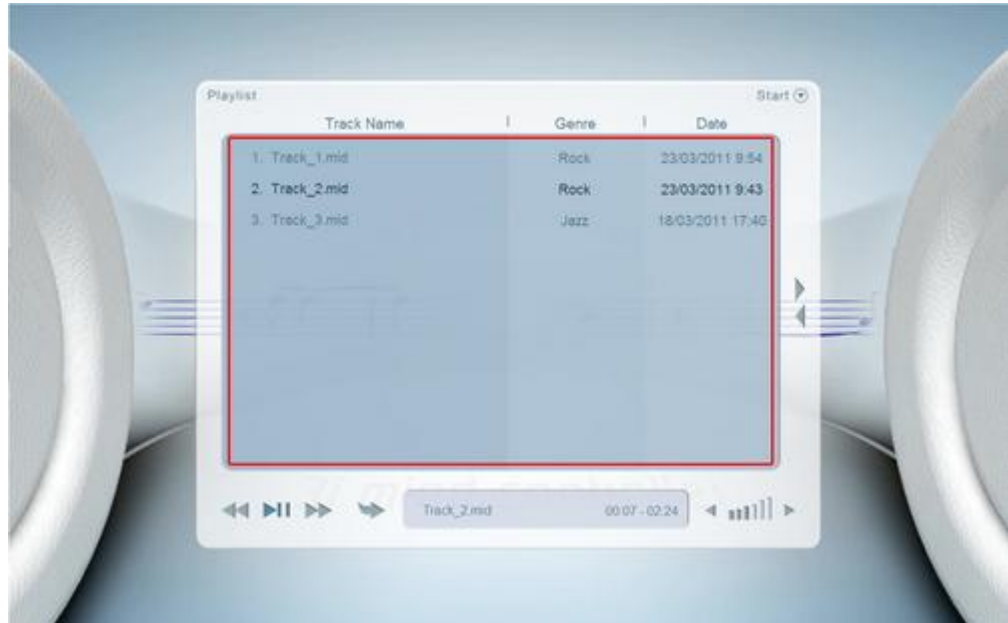 Playlist
Start
Track Name Genre Date
1. Track_1.mid Rock 23/03/2011 9:54
2. Track_2.mid Rock 23/03/2011 9:43
3. Track_3.mid Jazz 18/03/2011 17:40
Track_2.mid 00:07 - 02:24